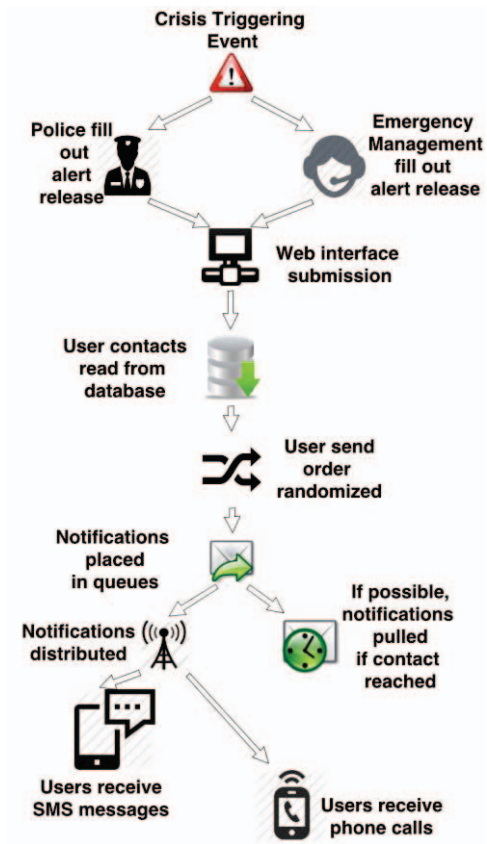 Crisis Triggering
Event
Police fill
out
alert
release
Emergency
Management
fill out
alert release
Web interface
submission
User contacts
read from
database
User send
order
randomized
Notifications
placed
in queues
If possible,
notifications
pulled
if contact
reached
Notifications
distributed
Users receive
SMS messages
Users receive
phone calls